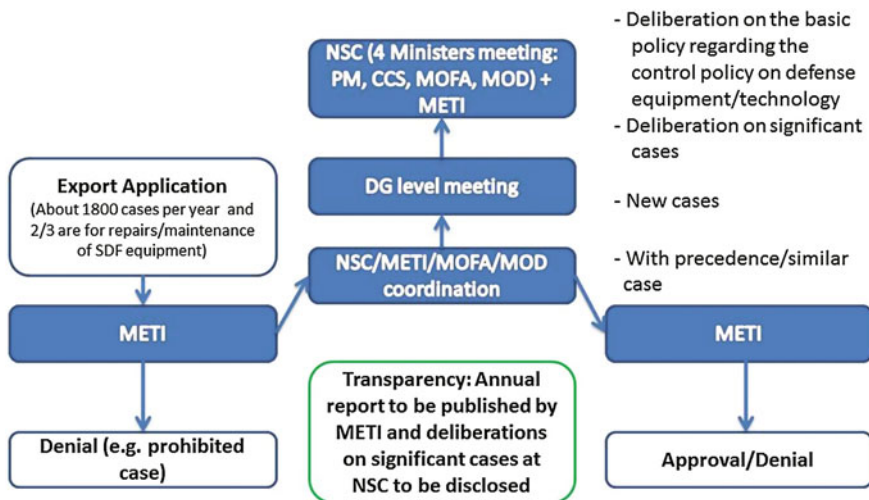 NSC (4 Ministers meeting:
PM, CCS, MOFA, MOD) +
METI
- Deliberation on the basic
policy regarding the
control policy on defense
equipment/technology
- Deliberation on significant
cases
Export Application
(About 1800 cases per year and
2/3 are for repairs/maintenance
of SDF equipment)
DG level meeting
- New cases
NSC/METI/MOFA/MOD
coordination
- With precedence/similar
case
METI
METI
Transparency: Annual
report to be published by
METI and deliberations
on significant cases at
NSC to be disclosed
Denial (e.g. prohibited
case)
Approval/Denial